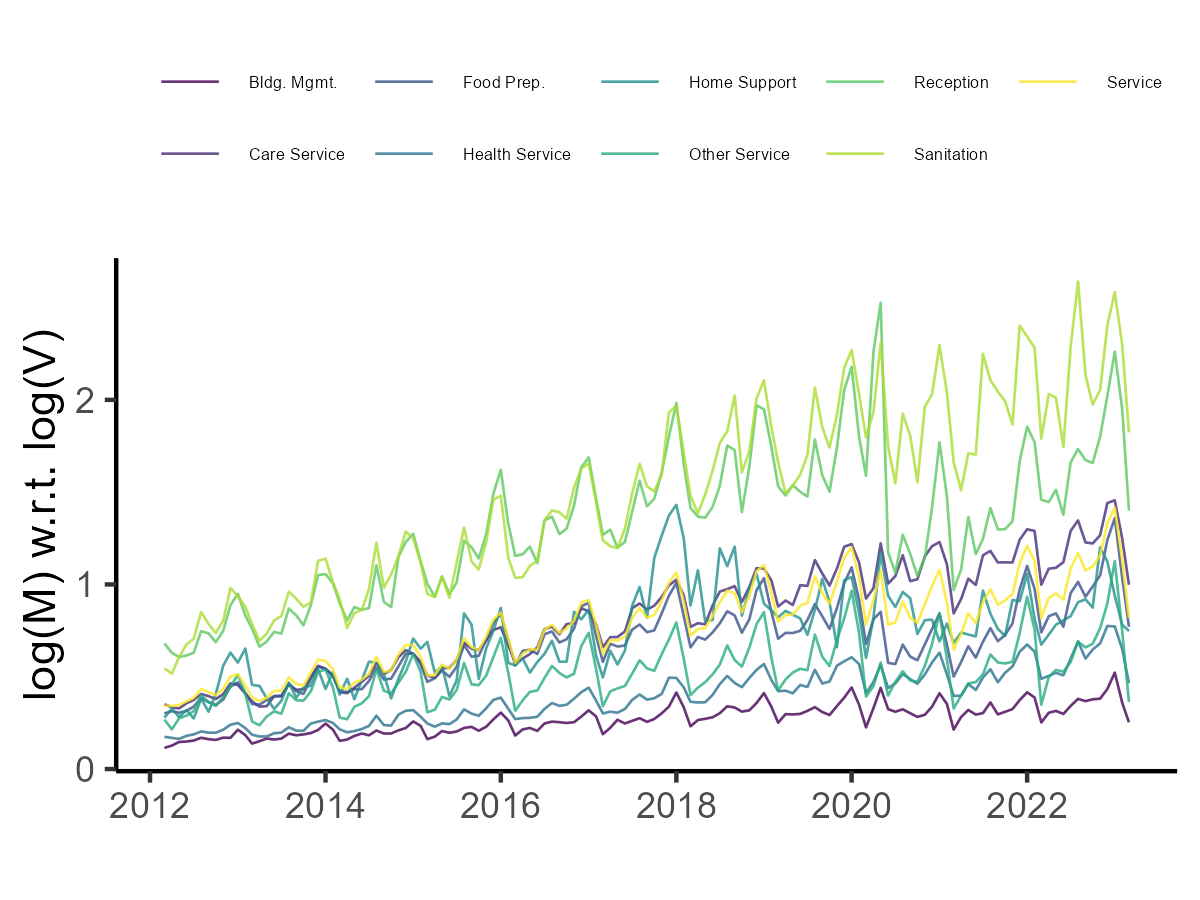 Bldg. Mgmt. Food Prep. Home Support Reception Service
Care Service Health Service Other Service Sanitation
log(M) w.r.t. log(V)
2
1
0
2012 2014 2016 2018 2020 2022